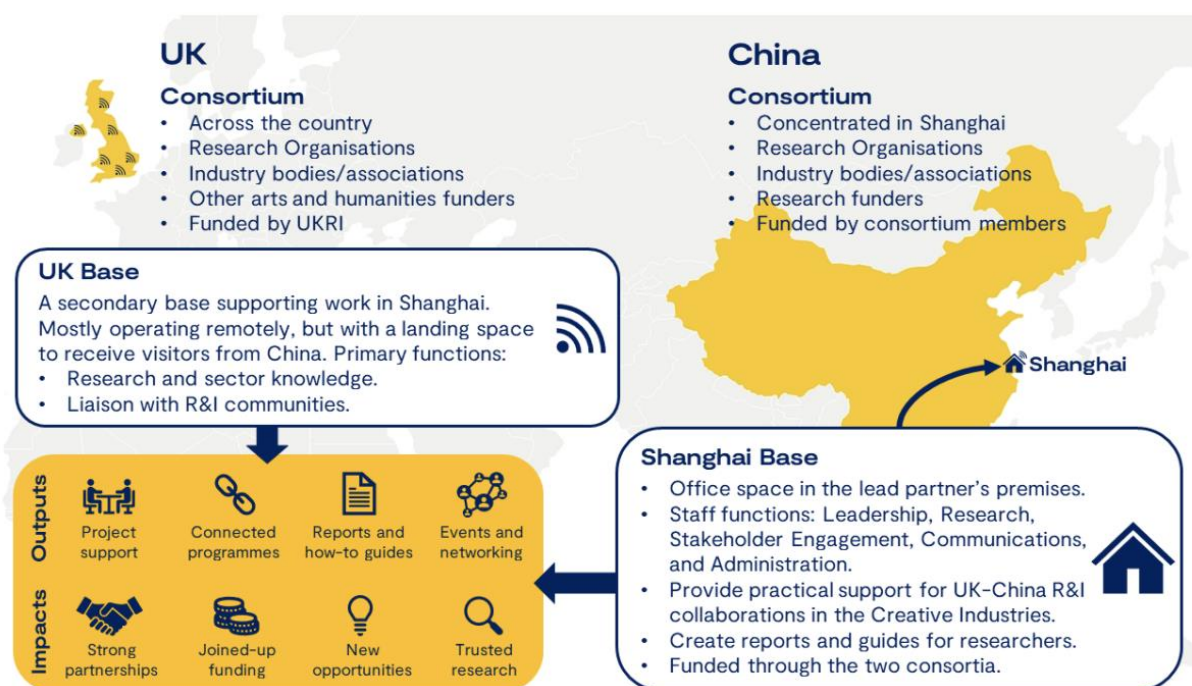 UK
Consortium
• Across the country
• Research Organisations
• Industry bodies/associations
• Other arts and humanities funders
• Funded by UKRI
China
Consortium
• Concentrated in Shanghai
• Research Organisations
• Industry bodies/associations
• Research funders
• Funded by consortium members
Shanghai
UK Base
A secondary base supporting work in Shanghai.
Mostly operating remotely, but with a landing space
to receive visitors from China. Primary functions:
• Research and sector knowledge.
• Liaison with R&I communities.
Shanghai Base
• Office space in the lead partner's premises.
• Staff functions: Leadership, Research,
Stakeholder Engagement, Communications,
and Administration.
• Provide practical support for UK-China R&I
collaborations in the Creative Industries.
• Create reports and guides for researchers.
• Funded through the two consortia.
Outputs
Project
support
Connected
programmes
Reports and
how-to guides
Events and
networking
Impacts
Strong
partnerships
Joined-up
funding
New
opportunities
Trusted
research